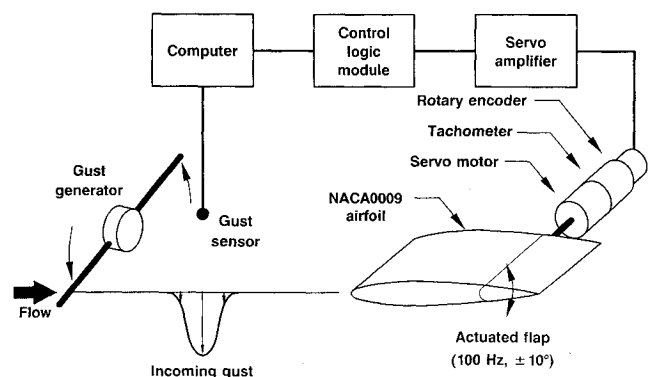 Computer
Control
logic
module
Servo
amplifier
Rotary encoder
Tachometer
Servo motor
Gust
generator
NACA0009
airfoil
Gust
sensor
Flow
Actuated flap
(100 Hz, ± 10°)
Incoming gust